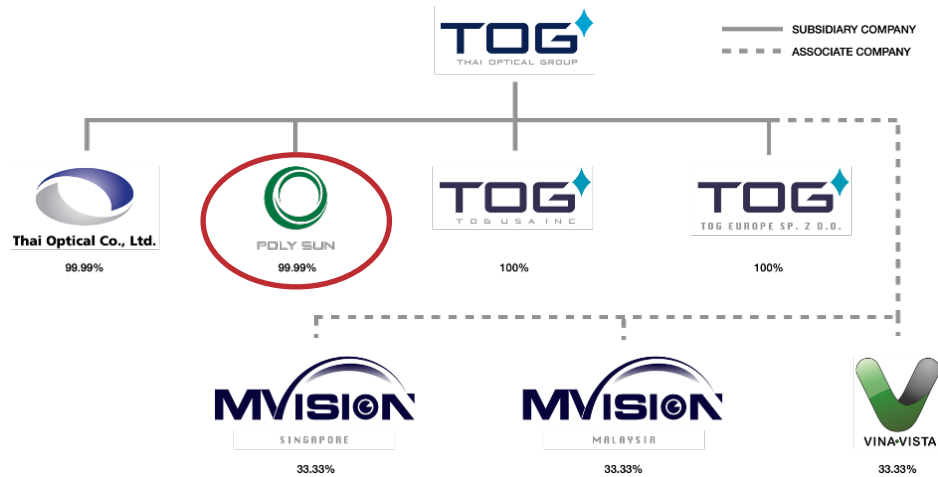 TOG
THAI OPTICAL GROUP
SUBSIDIARY COMPANY
ASSOCIATE COMPANY
Thai Optical Co., Ltd.
99.99%
POLY SUN
99.99%
TOG
TOG USA INC
100%
TOG
TOG EUROPE SP. Z O.O.
100%
MVISION
SINGAPORE
33.33%
MVISION
MALAYSIA
33.33%
VINA•VISTA
33.33%